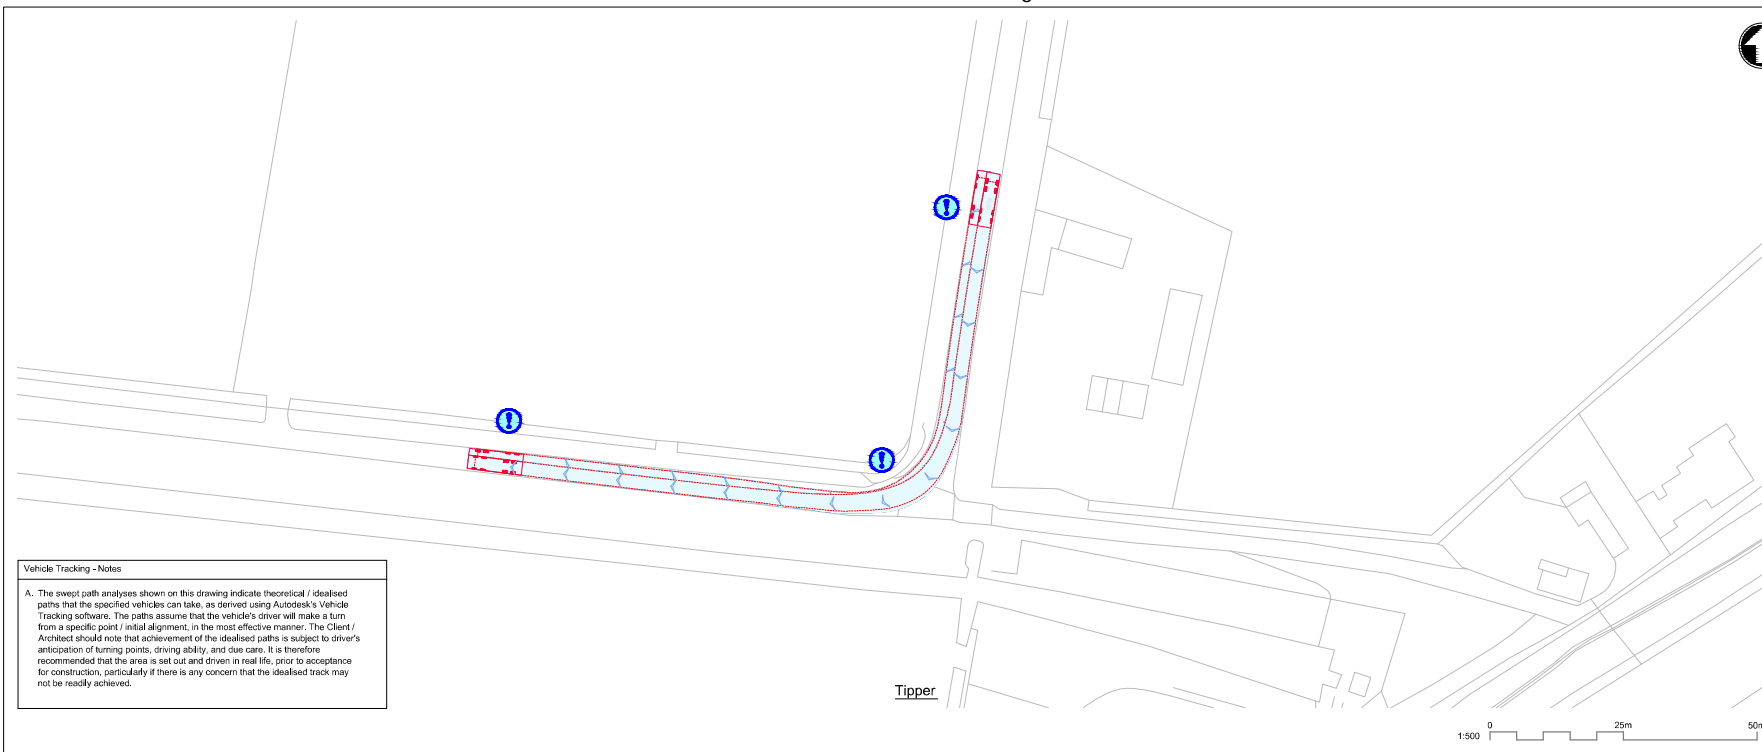 Vehicle Tracking - Notes
A. The swept path analyses shown on this drawing indicate theoretical / idealised
paths that the specified vehicles can take, as derived using Autodesk's Vehicle
Tracking software. The paths assume that the vehicle's driver will make a turn
from a specific point / initial alignment, in the most effective manner. The Client /
Architect should note that achievement of the idealised paths is subject to driver's
anticipation of turning points, driving ability, and due care. It is therefore
recommended that the area is set out and driven in real life, prior to acceptance
for construction, particularly if there is any concern that the idealised track may
not be readily achieved.
Tipper
1:500
0 25m 50m